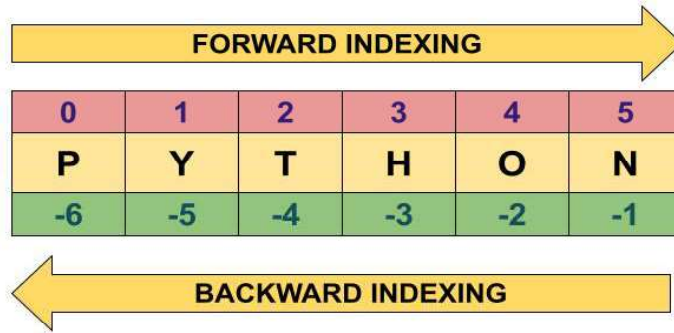 FORWARD INDEXING
0 1 2 3 4 5
P Y T H O N
-6 -5 -4 -3 -2 -1
BACKWARD INDEXING